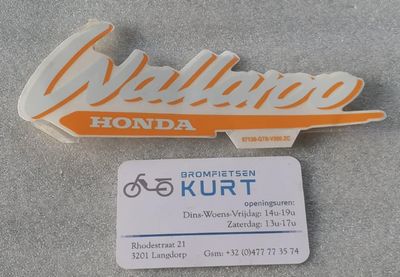 Wallaroo
HONDA
87128-GT8-V300 ZC
BROMFIETSEN
KURT
openingsuren:
Dins-Woens-Vrijdag: 14u-19u
Zaterdag: 13u-17u
Rhodestraat 21
3201 Langdorp
Gsm: +32 (0)477 77 35 74